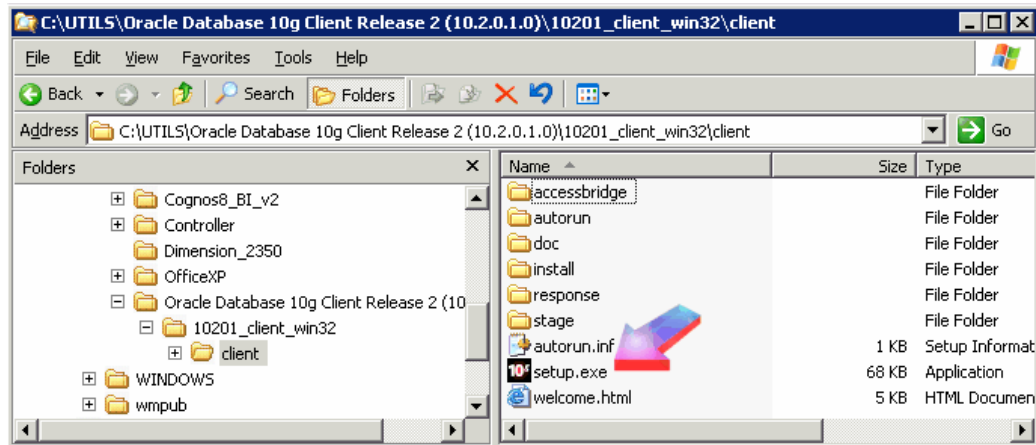 C:\UTILS\Oracle Database 10g Client Release 2 (10.2.0.1.0)\10201_client_win32\client
File Edit View Favorites Tools Help
Back Search Folders
Address C:\UTILS\Oracle Database 10g Client Release 2 (10.2.0.1.0)\10201_client_win32\client Go
Folders
Cognos8_BI_v2
Controller
Dimension_2350
OfficeXP
Oracle Database 10g Client Release 2 (10
10201_client_win32
client
WINDOWS
wmpub
Name Size Type
accessbridge File Folder
autorun File Folder
doc File Folder
install File Folder
response File Folder
stage File Folder
autorun.inf 1 KB Setup Informat
setup.exe 68 KB Application
welcome.html 5 KB HTML Documen